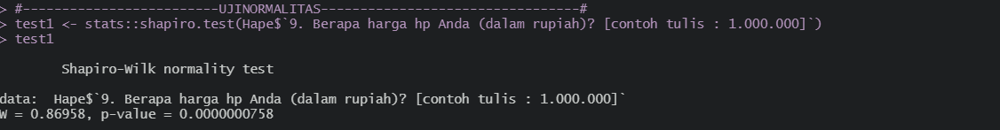 > #-------------------------UJINORMALITAS---------------------------------#
> test1 <- stats::shapiro.test(Hape$`9. Berapa harga hp Anda (dalam rupiah)? [contoh tulis : 1.000.000]`)
> test1
Shapiro-Wilk normality test
data:  Hape$`9. Berapa harga hp Anda (dalam rupiah)? [contoh tulis : 1.000.000]`
W = 0.86958, p-value = 0.0000000758